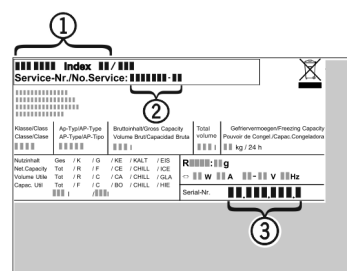 1
Index /
Service-Nr./No.Service: -
2
Klasse/Class Ap-Typ/AP-Type Bruttoinhalt/Gross Capacity Total Gefriervermoegen/Freezing Capacity
Classe/Clase AP-Type/AP-Tipo Volume Brut/Capacidad Bruta volume Pouvoir de Congel./Capac.Congeladora
l l kg / 24 h
Nutzinhalt Ges / K / G / KE / KALT / EIS
Net.Capacity Tot / R / F / CE / CHILL / ICE
Volume Utile Tot / R / C / CA / CHILL / GLA
Capac. Util Tot / F / C / BO / CHILL / HIE
l / l
R : g
W A - V Hz
Serial-Nr. . . .
3